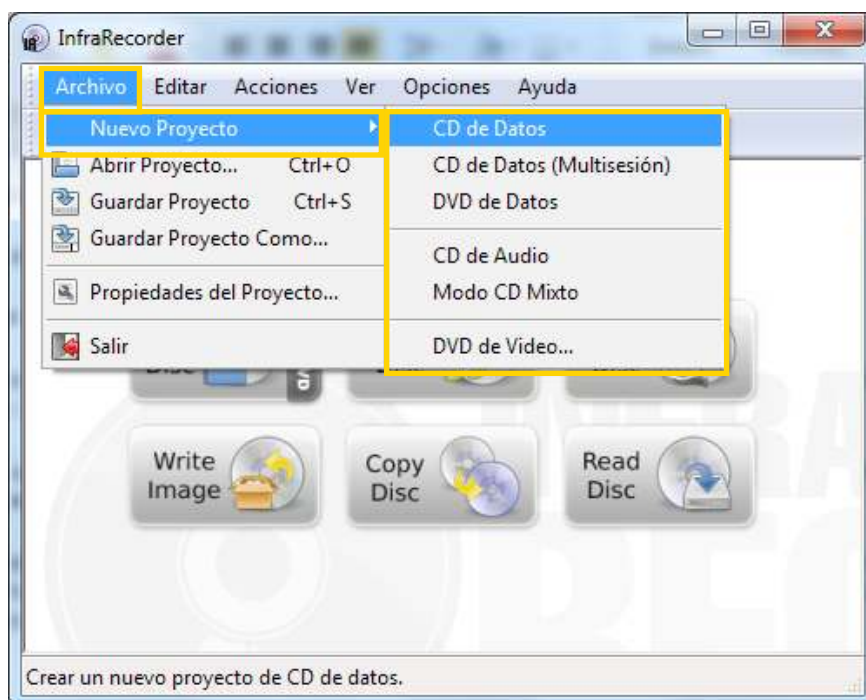 InfraRecorder
Archivo Editar Acciones Ver Opciones Ayuda
Nuevo Proyecto
Abrir Proyecto... Ctrl+O
Guardar Proyecto Ctrl+S
Guardar Proyecto Como...
Propiedades del Proyecto...
Salir
CD de Datos
CD de Datos (Multisesión)
DVD de Datos
CD de Audio
Modo CD Mixto
DVD de Video...
Write
Image
Copy
Disc
Read
Disc
Crear un nuevo proyecto de CD de datos.